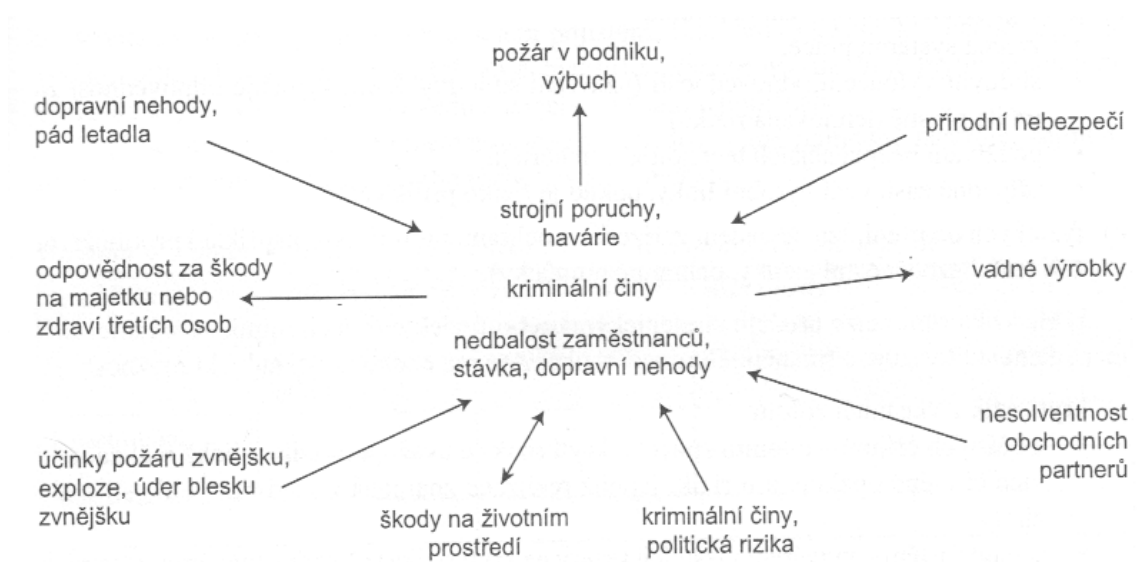 požár v podniku,
výbuch
dopravní nehody,
pád letadla
přírodní nebezpečí
strojní poruchy,
havárie
odpovědnost za škody
na majetku nebo
zdraví třetích osob
kriminální činy
vadné výrobky
nedbalost zaměstnanců,
stávka, dopravní nehody
nesolventnost
obchodních
partnerů
účinky požáru zvnějšku,
exploze, úder blesku
zvnějšku
škody na životním
prostředí
kriminální činy,
politická rizika